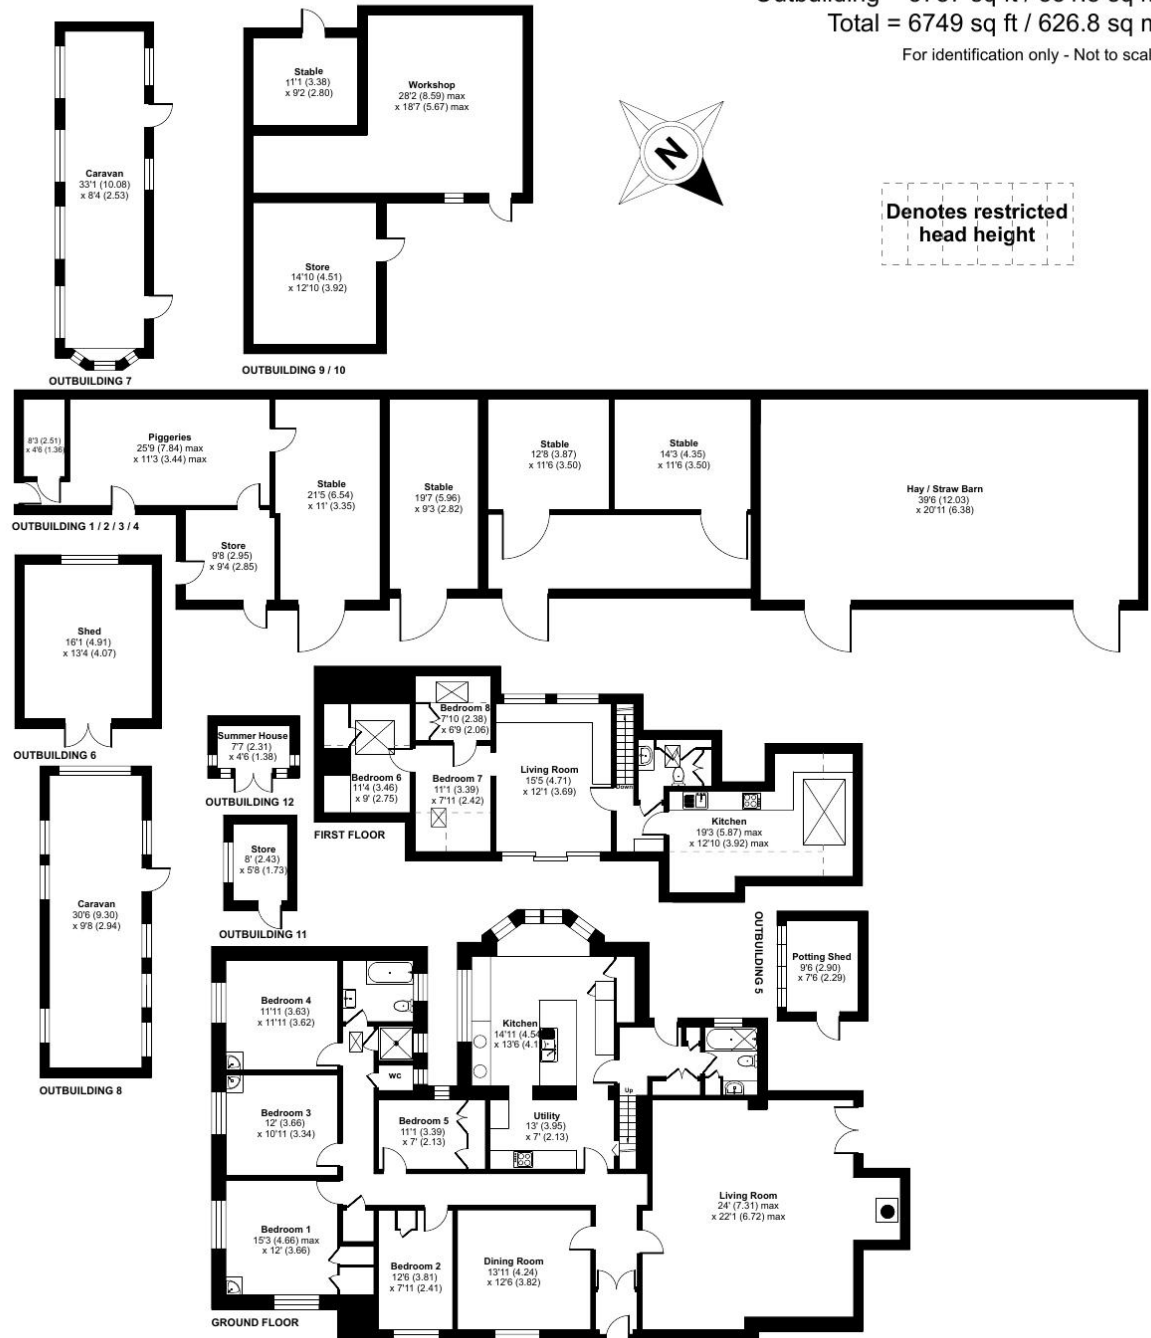 Total = 6749 sq ft / 626.8 sq m
For identification only - Not to scal
N
Denotes restricted
head height
Caravan
33'1 (10.08)
x 8'4 (2.53)
OUTBUILDING 7
Stable
11'1 (3.38)
x 9'2 (2.80)
Workshop
28'2 (8.59) max
x 18'7 (5.67) max
Store
14'10 (4.51)
x 12'10 (3.92)
OUTBUILDING 9 / 10
8'3 (2.51)
x 4'6 (1.36)
Piggeries
25'9 (7.84) max
x 11'3 (3.44) max
Stable
21'5 (6.54)
x 11' (3.35)
Stable
19'7 (5.96)
x 9'3 (2.82)
Stable
12'8 (3.87)
x 11'6 (3.50)
Stable
14'3 (4.35)
x 11'6 (3.50)
Hay / Straw Barn
39'6 (12.03)
x 20'11 (6.38)
OUTBUILDING 1 / 2 / 3 / 4
Store
9'8 (2.95)
x 9'4 (2.85)
Shed
16'1 (4.91)
x 13'4 (4.07)
OUTBUILDING 6
Summer House
7'7 (2.31)
x 4'6 (1.38)
OUTBUILDING 12
Bedroom 8
7'10 (2.38)
x 6'9 (2.06)
Bedroom 6
11'4 (3.46)
x 9' (2.75)
Bedroom 7
11'1 (3.39)
x 7'11 (2.42)
Living Room
15'5 (4.71)
x 12'1 (3.69)
Down
Kitchen
19'3 (5.87) max
x 12'10 (3.92) max
FIRST FLOOR
Store
8' (2.43)
x 5'8 (1.73)
OUTBUILDING 11
Caravan
30'6 (9.30)
x 9'8 (2.94)
OUTBUILDING 8
OUTBUILDING 5
Potting Shed
9'6 (2.90)
x 7'6 (2.29)
Bedroom 4
11'11 (3.63)
x 11'11 (3.62)
Kitchen
14'11 (4.54
x 13'6 (4.1
WC
Up
Bedroom 3
12' (3.66)
x 10'11 (3.34)
Bedroom 5
11'1 (3.39)
x 7' (2.13)
Utility
13' (3.95)
x 7' (2.13)
Living Room
24' (7.31) max
x 22'1 (6.72) max
Bedroom 1
15'3 (4.66) max
x 12' (3.66)
Bedroom 2
12'6 (3.81)
x 7'11 (2.41)
Dining Room
13'11 (4.24)
x 12'6 (3.82)
GROUND FLOOR